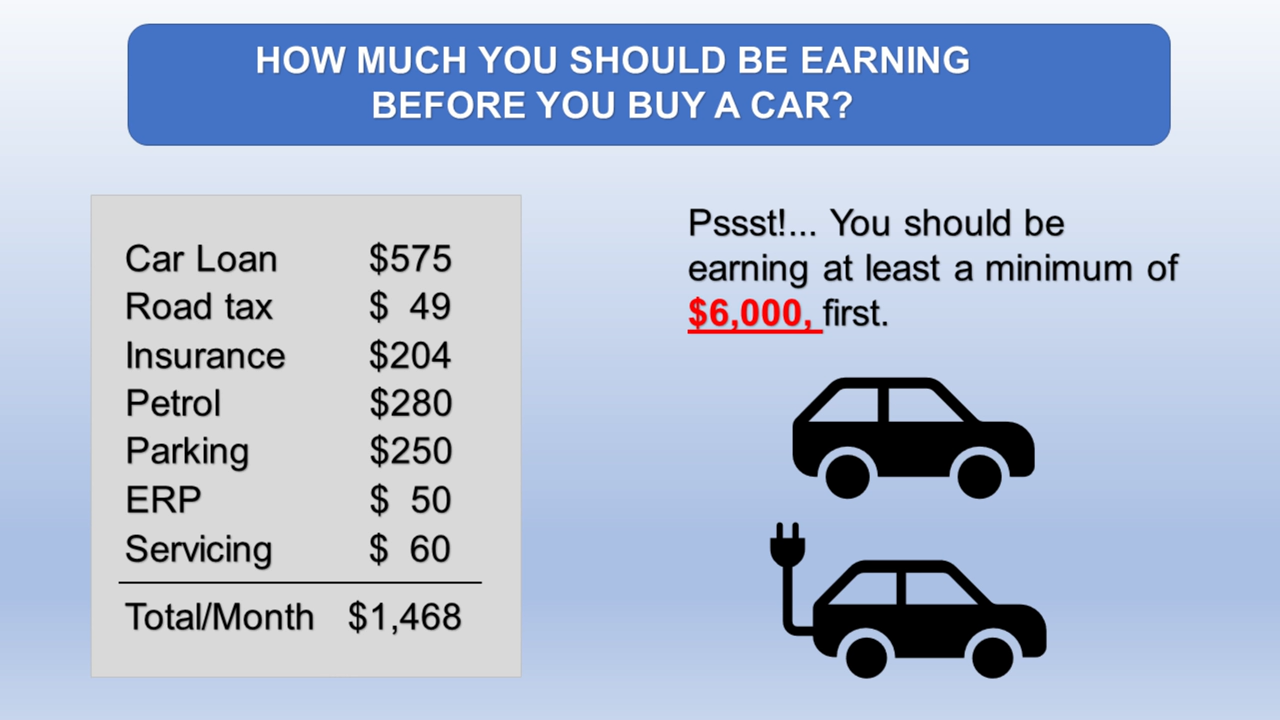 HOW MUCH YOU SHOULD BE EARNING
BEFORE YOU BUY A CAR?
Car Loan $575
Road tax $ 49
Insurance $204
Petrol $280
Parking $250
ERP $ 50
Servicing $ 60
Total/Month $1,468
Pssst!... You should be
earning at least a minimum of
$6,000, first.